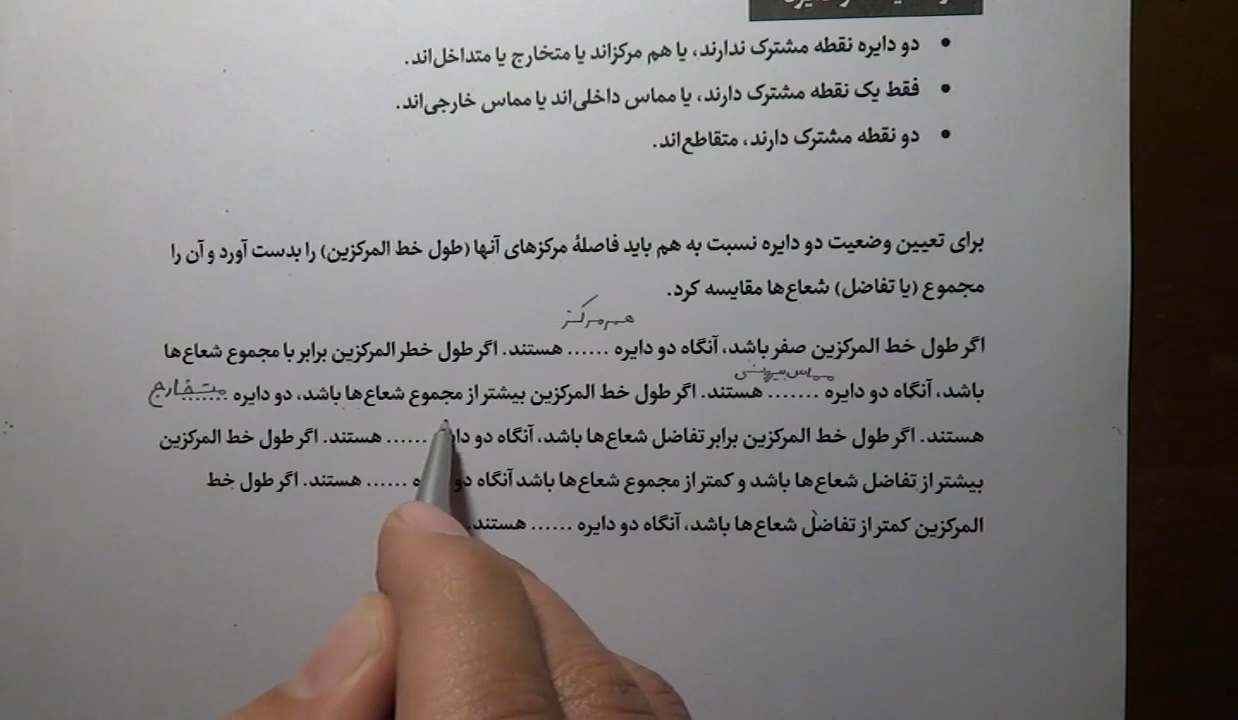 • دو دایره نقطه مشترک ندارند، یا هم مرکزاند یا متخارج یا متداخل‌اند.
• فقط یک نقطه مشترک دارند، یا مماس داخلی‌اند یا مماس خارجی‌اند.
• دو نقطه مشترک دارند، متقاطع‌اند.
برای تعیین وضعیت دو دایره نسبت به هم باید فاصلهٔ مرکزهای آنها (طول خط المرکزین) را بدست آورد و آن را
مجموع (یا تفاضل) شعاع‌ها مقایسه کرد.
هم مرکز
اگر طول خط المرکزین صفر باشد، آنگاه دو دایره ...... هستند. اگر طول خطر المرکزین برابر با مجموع شعاع‌ها
مماس بیرونی
باشد، آنگاه دو دایره ....... هستند. اگر طول خط المرکزین بیشتر از مجموع شعاع‌ها باشد، دو دایره ....... متخارج
هستند. اگر طول خط المرکزین برابر تفاضل شعاع‌ها باشد، آنگاه دو ...... هستند. اگر طول خط المرکزین
بیشتر از تفاضل شعاع‌ها باشد و کمتر از مجموع شعاع‌ها باشد آنگاه ...... هستند. اگر طول خط
المرکزین کمتر از تفاضل شعاع‌ها باشد، آنگاه دو دایره ...... هستند.